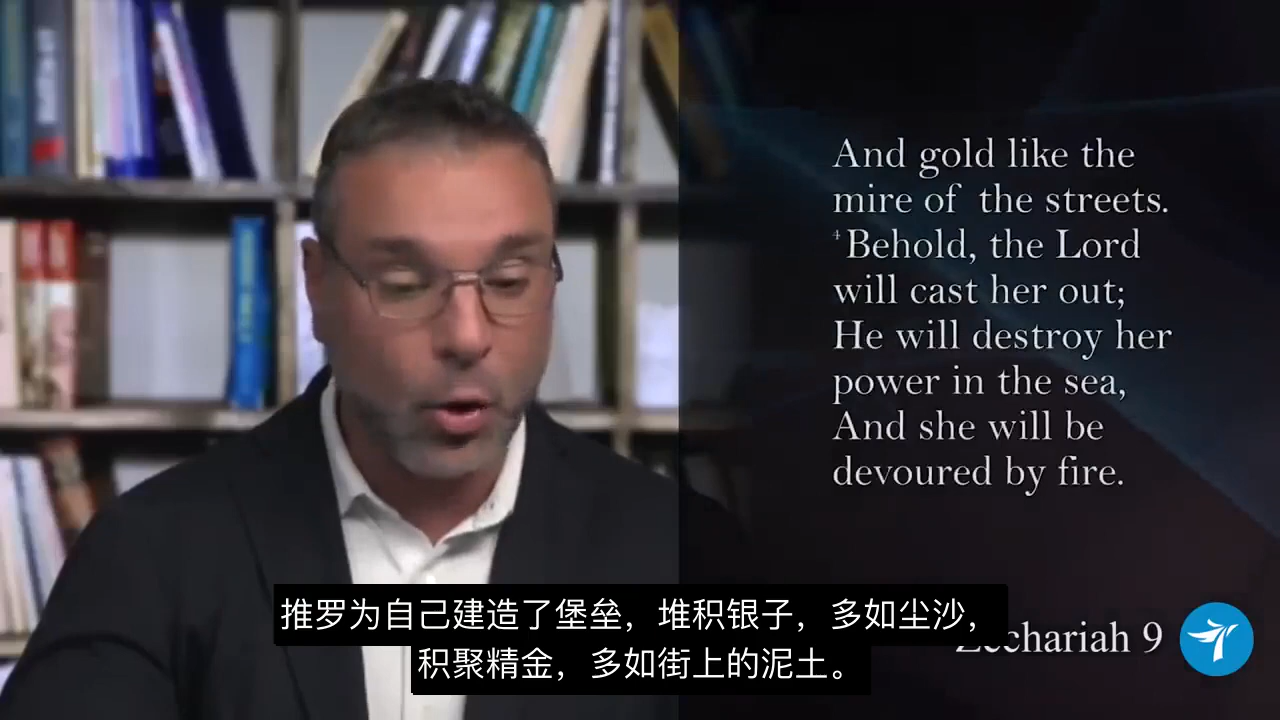 And gold like the
mire of the streets.
⁴Behold, the Lord
will cast her out;
He will destroy her
power in the sea,
And she will be
devoured by fire.
推罗为自己建造了堡垒，堆积银子，多如尘沙，
积聚精金，多如街上的泥土。
Zechariah 9